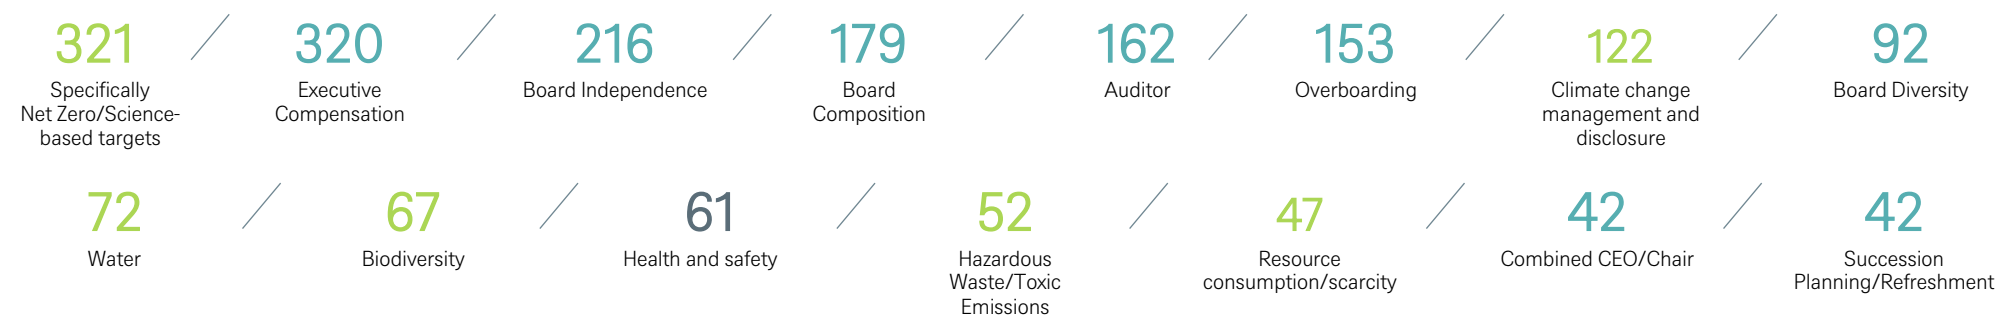 321
Specifically
Net Zero/Science-
based targets
320
Executive
Compensation
216
Board Independence
179
Board
Composition
162
Auditor
153
Overboarding
122
Climate change
management and
disclosure
92
Board Diversity
72
Water
67
Biodiversity
61
Health and safety
52
Hazardous
Waste/Toxic
Emissions
47
Resource
consumption/scarcity
42
Combined CEO/Chair
42
Succession
Planning/Refreshment